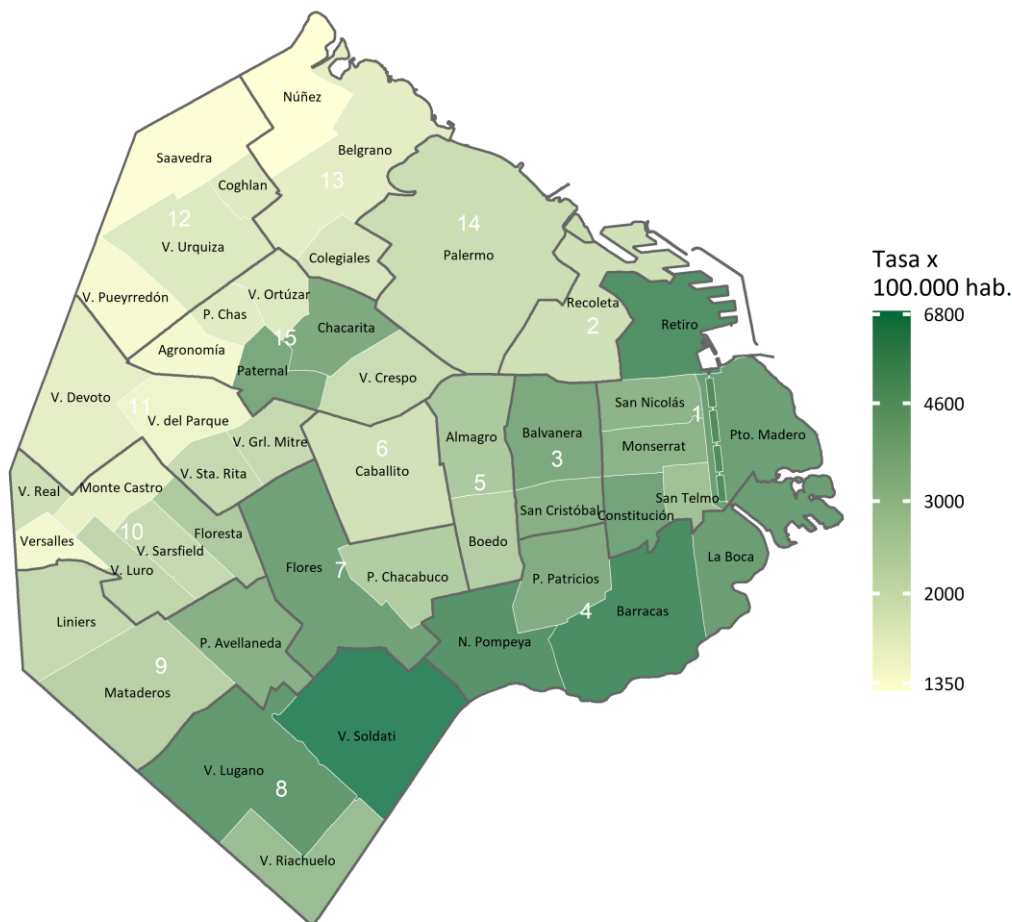 Núñez
Saavedra
Belgrano
Coghlan
13
12
V. Urquiza
14
Palermo
Colegiales
V. Pueyrredón
V. Ortúzar
P. Chas
Recoleta
2
Retiro
Chacarita
15
Agronomía
Paternal
V. Crespo
V. Devoto
11
V. del Parque
San Nicolás
1
V. Grl. Mitre
6
Almagro
Balvanera
Pto. Madero
Monserrat
Caballito
3
V. Sta. Rita
5
Monte Castro
V. Real
San Telmo
San Cristóbal
Constitución
10
Floresta
Versalles
V. Sarsfield
Boedo
La Boca
V. Luro
Flores
7
P. Chacabuco
P. Patricios
4
Barracas
Liniers
P. Avellaneda
N. Pompeya
9
Mataderos
V. Soldati
V. Lugano
8
V. Riachuelo
Tasa x
100.000 hab.
6800
4600
3000
2000
1350